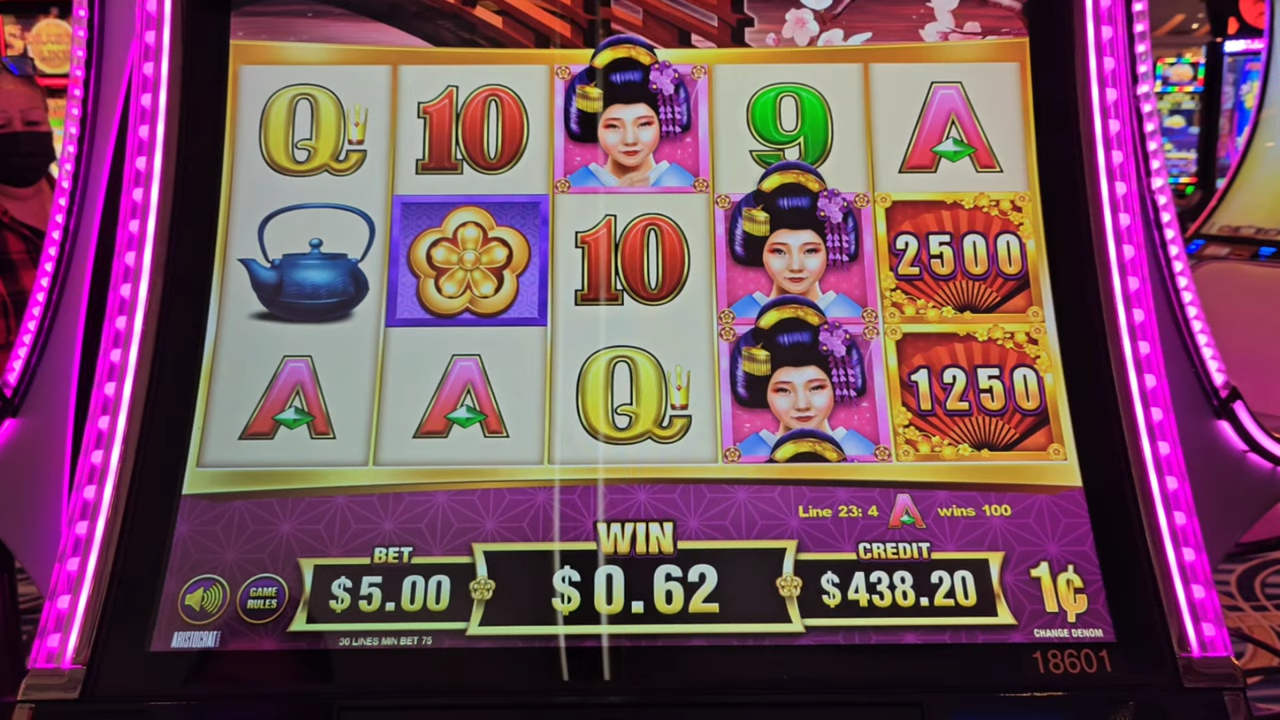 Q 10 9 A
10 2500
A A Q 1250
Line 23: 4 A wins 100
BET WIN CREDIT
$5.00 $0.62 $438.20 1¢
GAME RULES
CHANGE DENOM
ARISTOCRAT 30 LINES MIN BET 75
18601